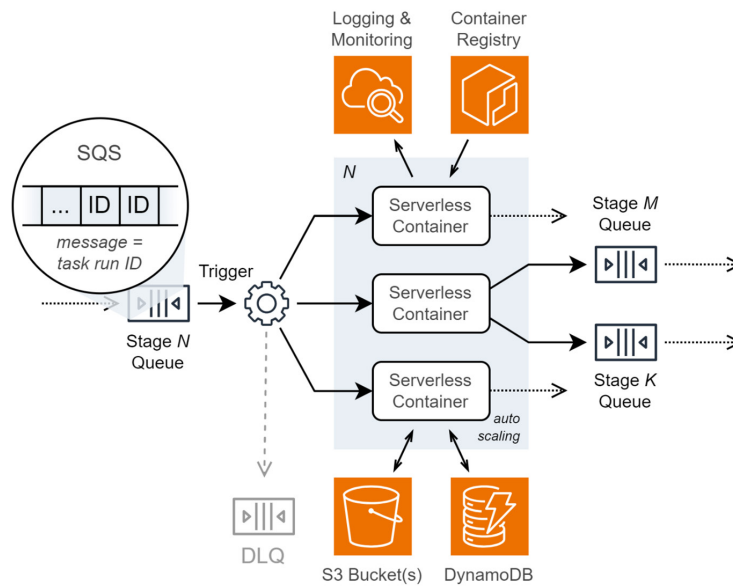 Logging &
Monitoring
Container
Registry
SQS
... ID ID
message =
task run ID
Trigger
Stage N
Queue
N
Serverless
Container
Serverless
Container
Serverless
Container
auto
scaling
Stage M
Queue
Stage K
Queue
DLQ
S3 Bucket(s)
DynamoDB